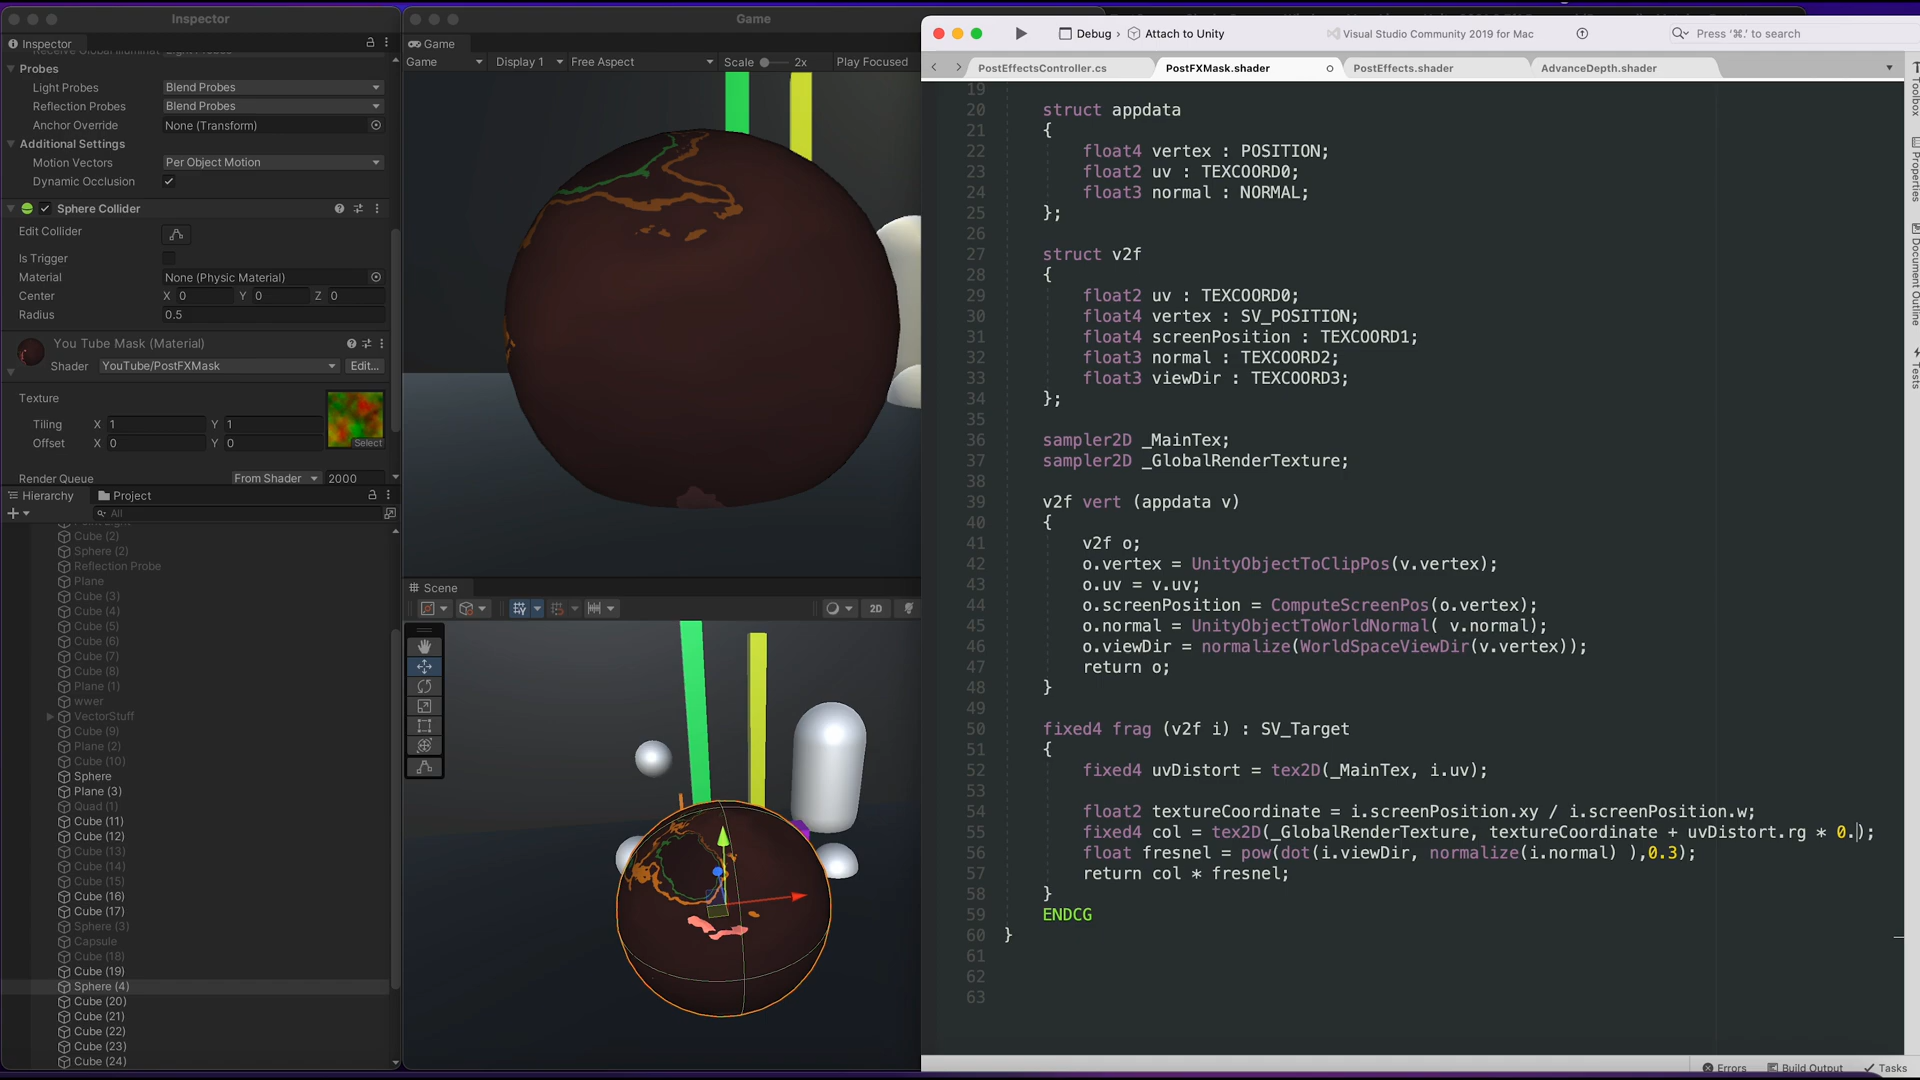 Inspector
Inspector
Receive Global Illuminat Light Probes
Probes
Light Probes Blend Probes
Reflection Probes Blend Probes
Anchor Override None (Transform)
Additional Settings
Motion Vectors Per Object Motion
Dynamic Occlusion
Sphere Collider
Edit Collider
Is Trigger
Material None (Physic Material)
Center X 0 Y 0 Z 0
Radius 0.5
You Tube Mask (Material)
Shader YouTube/PostFXMask Edit...
Texture
Tiling X 1 Y 1
Offset X 0 Y 0
Select
Render Queue From Shader 2000
Hierarchy Project
All
Point Light
Cube (2)
Sphere (2)
Reflection Probe
Plane
Cube (3)
Cube (4)
Cube (5)
Cube (6)
Cube (7)
Cube (8)
Plane (1)
wwer
VectorStuff
Cube (9)
Plane (2)
Cube (10)
Sphere
Plane (3)
Quad (1)
Cube (11)
Cube (12)
Cube (13)
Cube (14)
Cube (15)
Cube (16)
Cube (17)
Sphere (3)
Capsule
Cube (18)
Cube (19)
Sphere (4)
Cube (20)
Cube (21)
Cube (22)
Cube (23)
Cube (24)
Game
Game
Game Display 1 Free Aspect Scale 2x Play Focused
Scene
2D
Debug › Attach to Unity
Visual Studio Community 2019 for Mac
Press '⌘.' to search
PostEffectsController.cs PostFXMask.shader PostEffects.shader AdvanceDepth.shader
19
20 struct appdata
21 {
22 float4 vertex : POSITION;
23 float2 uv : TEXCOORD0;
24 float3 normal : NORMAL;
25 };
26
27 struct v2f
28 {
29 float2 uv : TEXCOORD0;
30 float4 vertex : SV_POSITION;
31 float4 screenPosition : TEXCOORD1;
32 float3 normal : TEXCOORD2;
33 float3 viewDir : TEXCOORD3;
34 };
35
36 sampler2D _MainTex;
37 sampler2D _GlobalRenderTexture;
38
39 v2f vert (appdata v)
40 {
41 v2f o;
42 o.vertex = UnityObjectToClipPos(v.vertex);
43 o.uv = v.uv;
44 o.screenPosition = ComputeScreenPos(o.vertex);
45 o.normal = UnityObjectToWorldNormal( v.normal);
46 o.viewDir = normalize(WorldSpaceViewDir(v.vertex));
47 return o;
48 }
49
50 fixed4 frag (v2f i) : SV_Target
51 {
52 fixed4 uvDistort = tex2D(_MainTex, i.uv);
53
54 float2 textureCoordinate = i.screenPosition.xy / i.screenPosition.w;
55 fixed4 col = tex2D(_GlobalRenderTexture, textureCoordinate + uvDistort.rg * 0.);
56 float fresnel = pow(dot(i.viewDir, normalize(i.normal) ),0.3);
57 return col * fresnel;
58 }
59 ENDCG
60 }
61
62
63
Toolbox
Properties
Document Outline
Tests
Errors Build Output Tasks